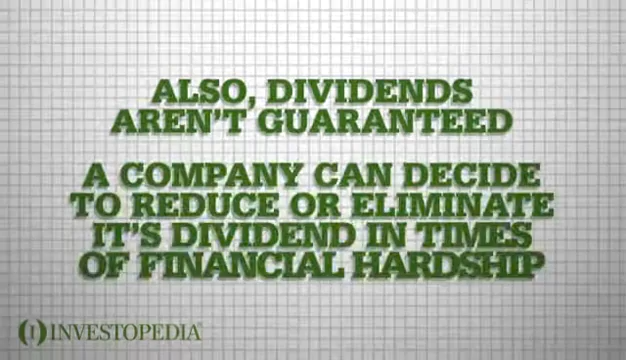 ALSO, DIVIDENDS
AREN'T GUARANTEED
A COMPANY CAN DECIDE
TO REDUCE OR ELIMINATE
IT'S DIVIDEND IN TIMES
OF FINANCIAL HARDSHIP
INVESTOPEDIA